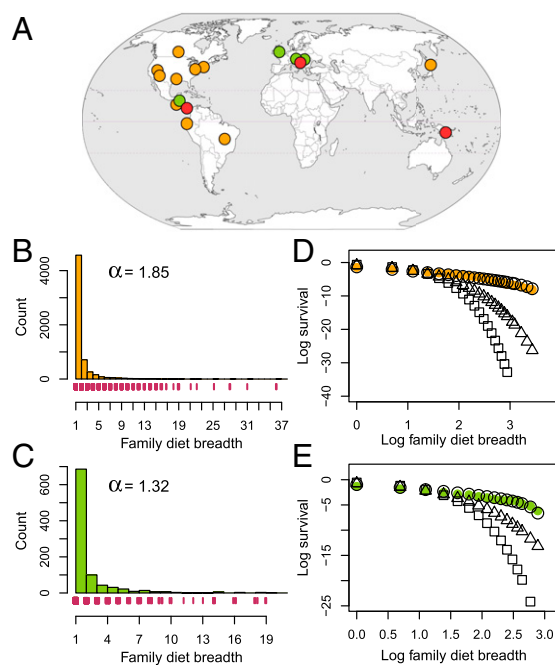 A
B
α = 1.85
Count
0 2000 4000
1 5 9 13 17 21 25 29 33 37
Family diet breadth
C
α = 1.32
Count
0 200 400 600
1 4 7 10 13 16 19
Family diet breadth
D
Log survival
0 −10 −20 −30 −40
0 1 2 3
Log family diet breadth
E
Log survival
0 −5 −15 −25
0.0 0.5 1.0 1.5 2.0 2.5 3.0
Log family diet breadth